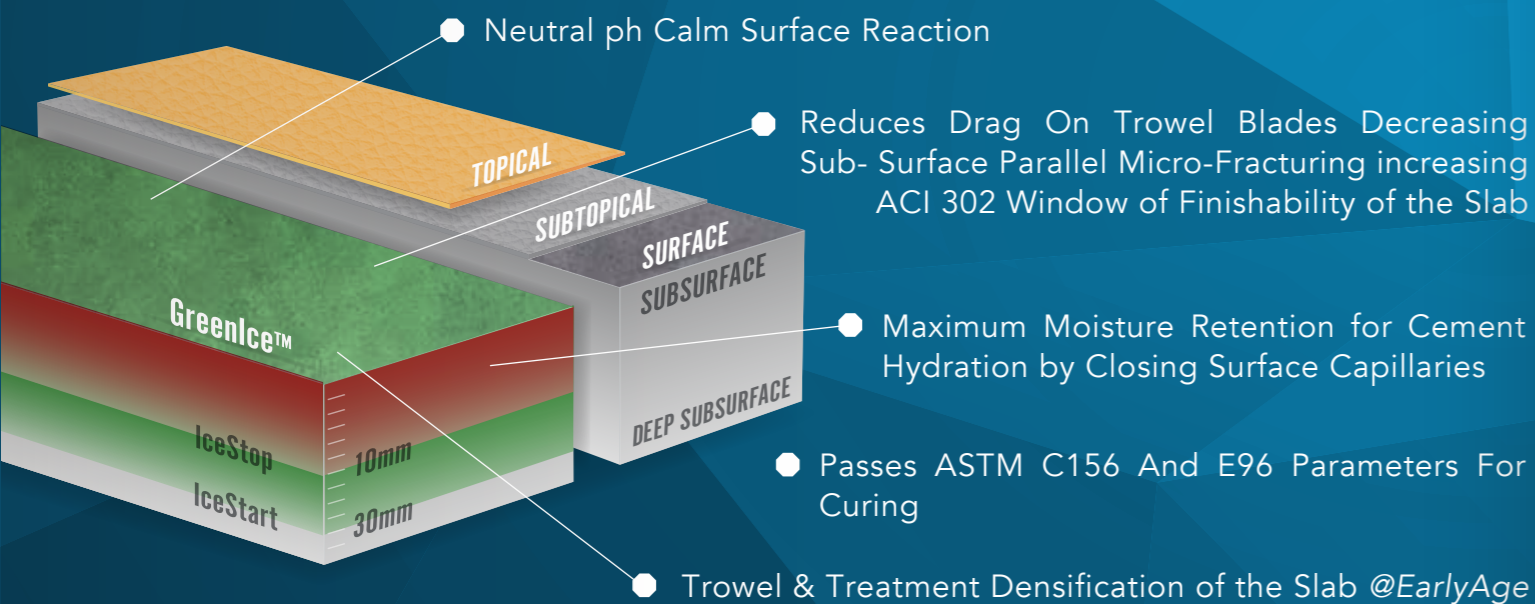 Neutral ph Calm Surface Reaction
Reduces Drag On Trowel Blades Decreasing
Sub- Surface Parallel Micro-Fracturing increasing
ACI 302 Window of Finishability of the Slab
Maximum Moisture Retention for Cement
Hydration by Closing Surface Capillaries
Passes ASTM C156 And E96 Parameters For
Curing
Trowel & Treatment Densification of the Slab @EarlyAge
TOPICAL
SUBTOPICAL
SURFACE
SUBSURFACE
DEEP SUBSURFACE
GreenIce™
IceStop
10mm
IceStart
30mm